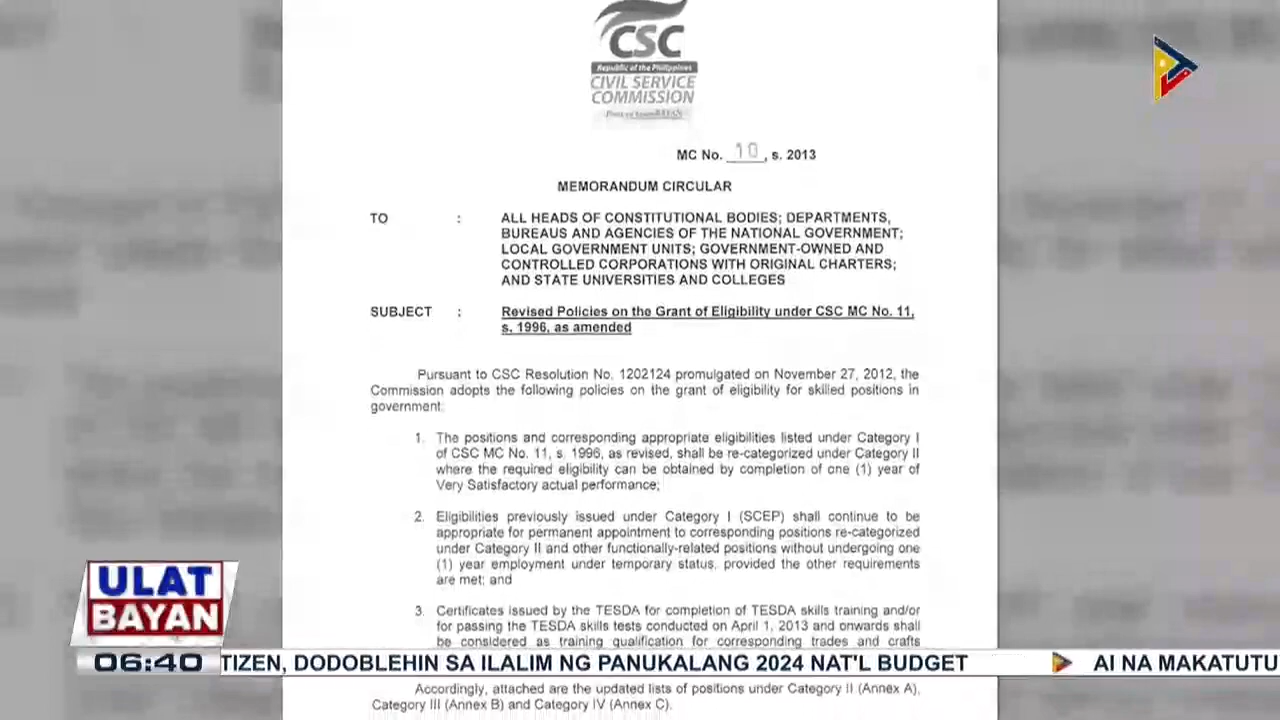 CSC
Republic of the Philippines
CIVIL SERVICE
COMMISSION
MC No. 10, s. 2013
MEMORANDUM CIRCULAR
TO : ALL HEADS OF CONSTITUTIONAL BODIES; DEPARTMENTS,
BUREAUS AND AGENCIES OF THE NATIONAL GOVERNMENT;
LOCAL GOVERNMENT UNITS; GOVERNMENT-OWNED AND
CONTROLLED CORPORATIONS WITH ORIGINAL CHARTERS;
AND STATE UNIVERSITIES AND COLLEGES
SUBJECT : Revised Policies on the Grant of Eligibility under CSC MC No. 11,
s. 1996, as amended
Pursuant to CSC Resolution No. 1202124 promulgated on November 27, 2012, the
Commission adopts the following policies on the grant of eligibility for skilled positions in
government:
1. The positions and corresponding appropriate eligibilities listed under Category I
of CSC MC No. 11, s. 1996, as revised, shall be re-categorized under Category II
where the required eligibility can be obtained by completion of one (1) year of
Very Satisfactory actual performance;
2. Eligibilities previously issued under Category I (SCEP) shall continue to be
appropriate for permanent appointment to corresponding positions re-categorized
under Category II and other functionally-related positions without undergoing one
(1) year employment under temporary status, provided the other requirements
are met; and
3. Certificates issued by the TESDA for completion of TESDA skills training and/or
for passing the TESDA skills tests conducted on April 1, 2013 and onwards shall
be considered as training qualification for corresponding trades and crafts
ULAT
BAYAN
06:40 TIZEN, DODOBLEHIN SA ILALIM NG PANUKALANG 2024 NAT'L BUDGET AI NA MAKATUTU
Accordingly, attached are the updated lists of positions under Category II (Annex A),
Category III (Annex B) and Category IV (Annex C).